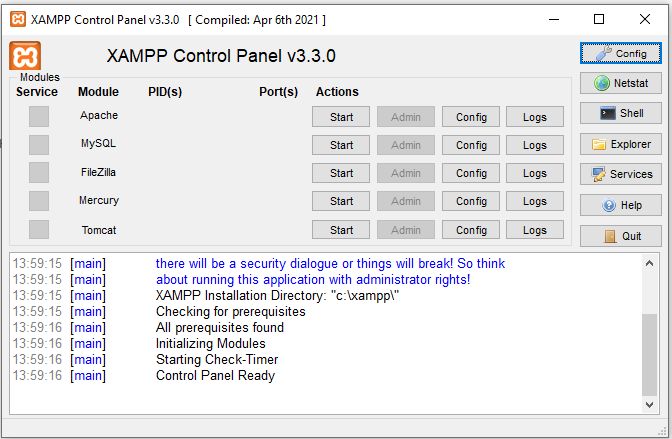 XAMPP Control Panel v3.3.0 [ Compiled: Apr 6th 2021 ]
XAMPP Control Panel v3.3.0
Config
Modules
Service Module PID(s) Port(s) Actions
Netstat
Apache Start Admin Config Logs
Shell
MySQL Start Admin Config Logs
Explorer
FileZilla Start Admin Config Logs
Services
Mercury Start Admin Config Logs
Help
Tomcat Start Admin Config Logs
Quit
13:59:15 [main] there will be a security dialogue or things will break! So think
13:59:15 [main] about running this application with administrator rights!
13:59:15 [main] XAMPP Installation Directory: "c:\xampp\"
13:59:15 [main] Checking for prerequisites
13:59:16 [main] All prerequisites found
13:59:16 [main] Initializing Modules
13:59:16 [main] Starting Check-Timer
13:59:16 [main] Control Panel Ready